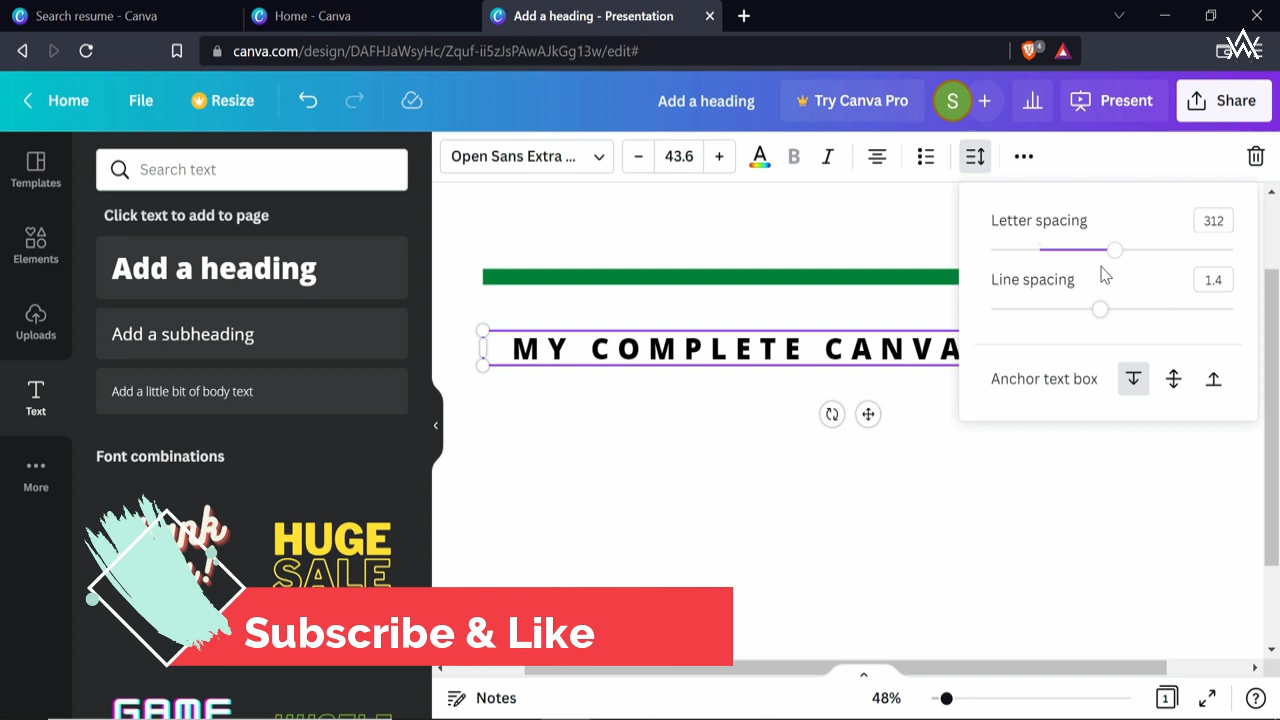 Search resume - Canva
Home - Canva
Add a heading - Presentation
canva.com/design/DAFHJaWsyHc/Zquf-ii5zJsPAwAJkGg13w/edit#
4
Home
File
Resize
Add a heading
Try Canva Pro
S
Present
Share
Templates
Elements
Uploads
Text
More
Search text
Click text to add to page
Add a heading
Add a subheading
Add a little bit of body text
Font combinations
HUGE
SALE
GAME
Open Sans Extra ...
43.6
A
B
I
Letter spacing
312
Line spacing
1.4
Anchor text box
MY COMPLETE CANVA
Subscribe & Like
Notes
48%
1